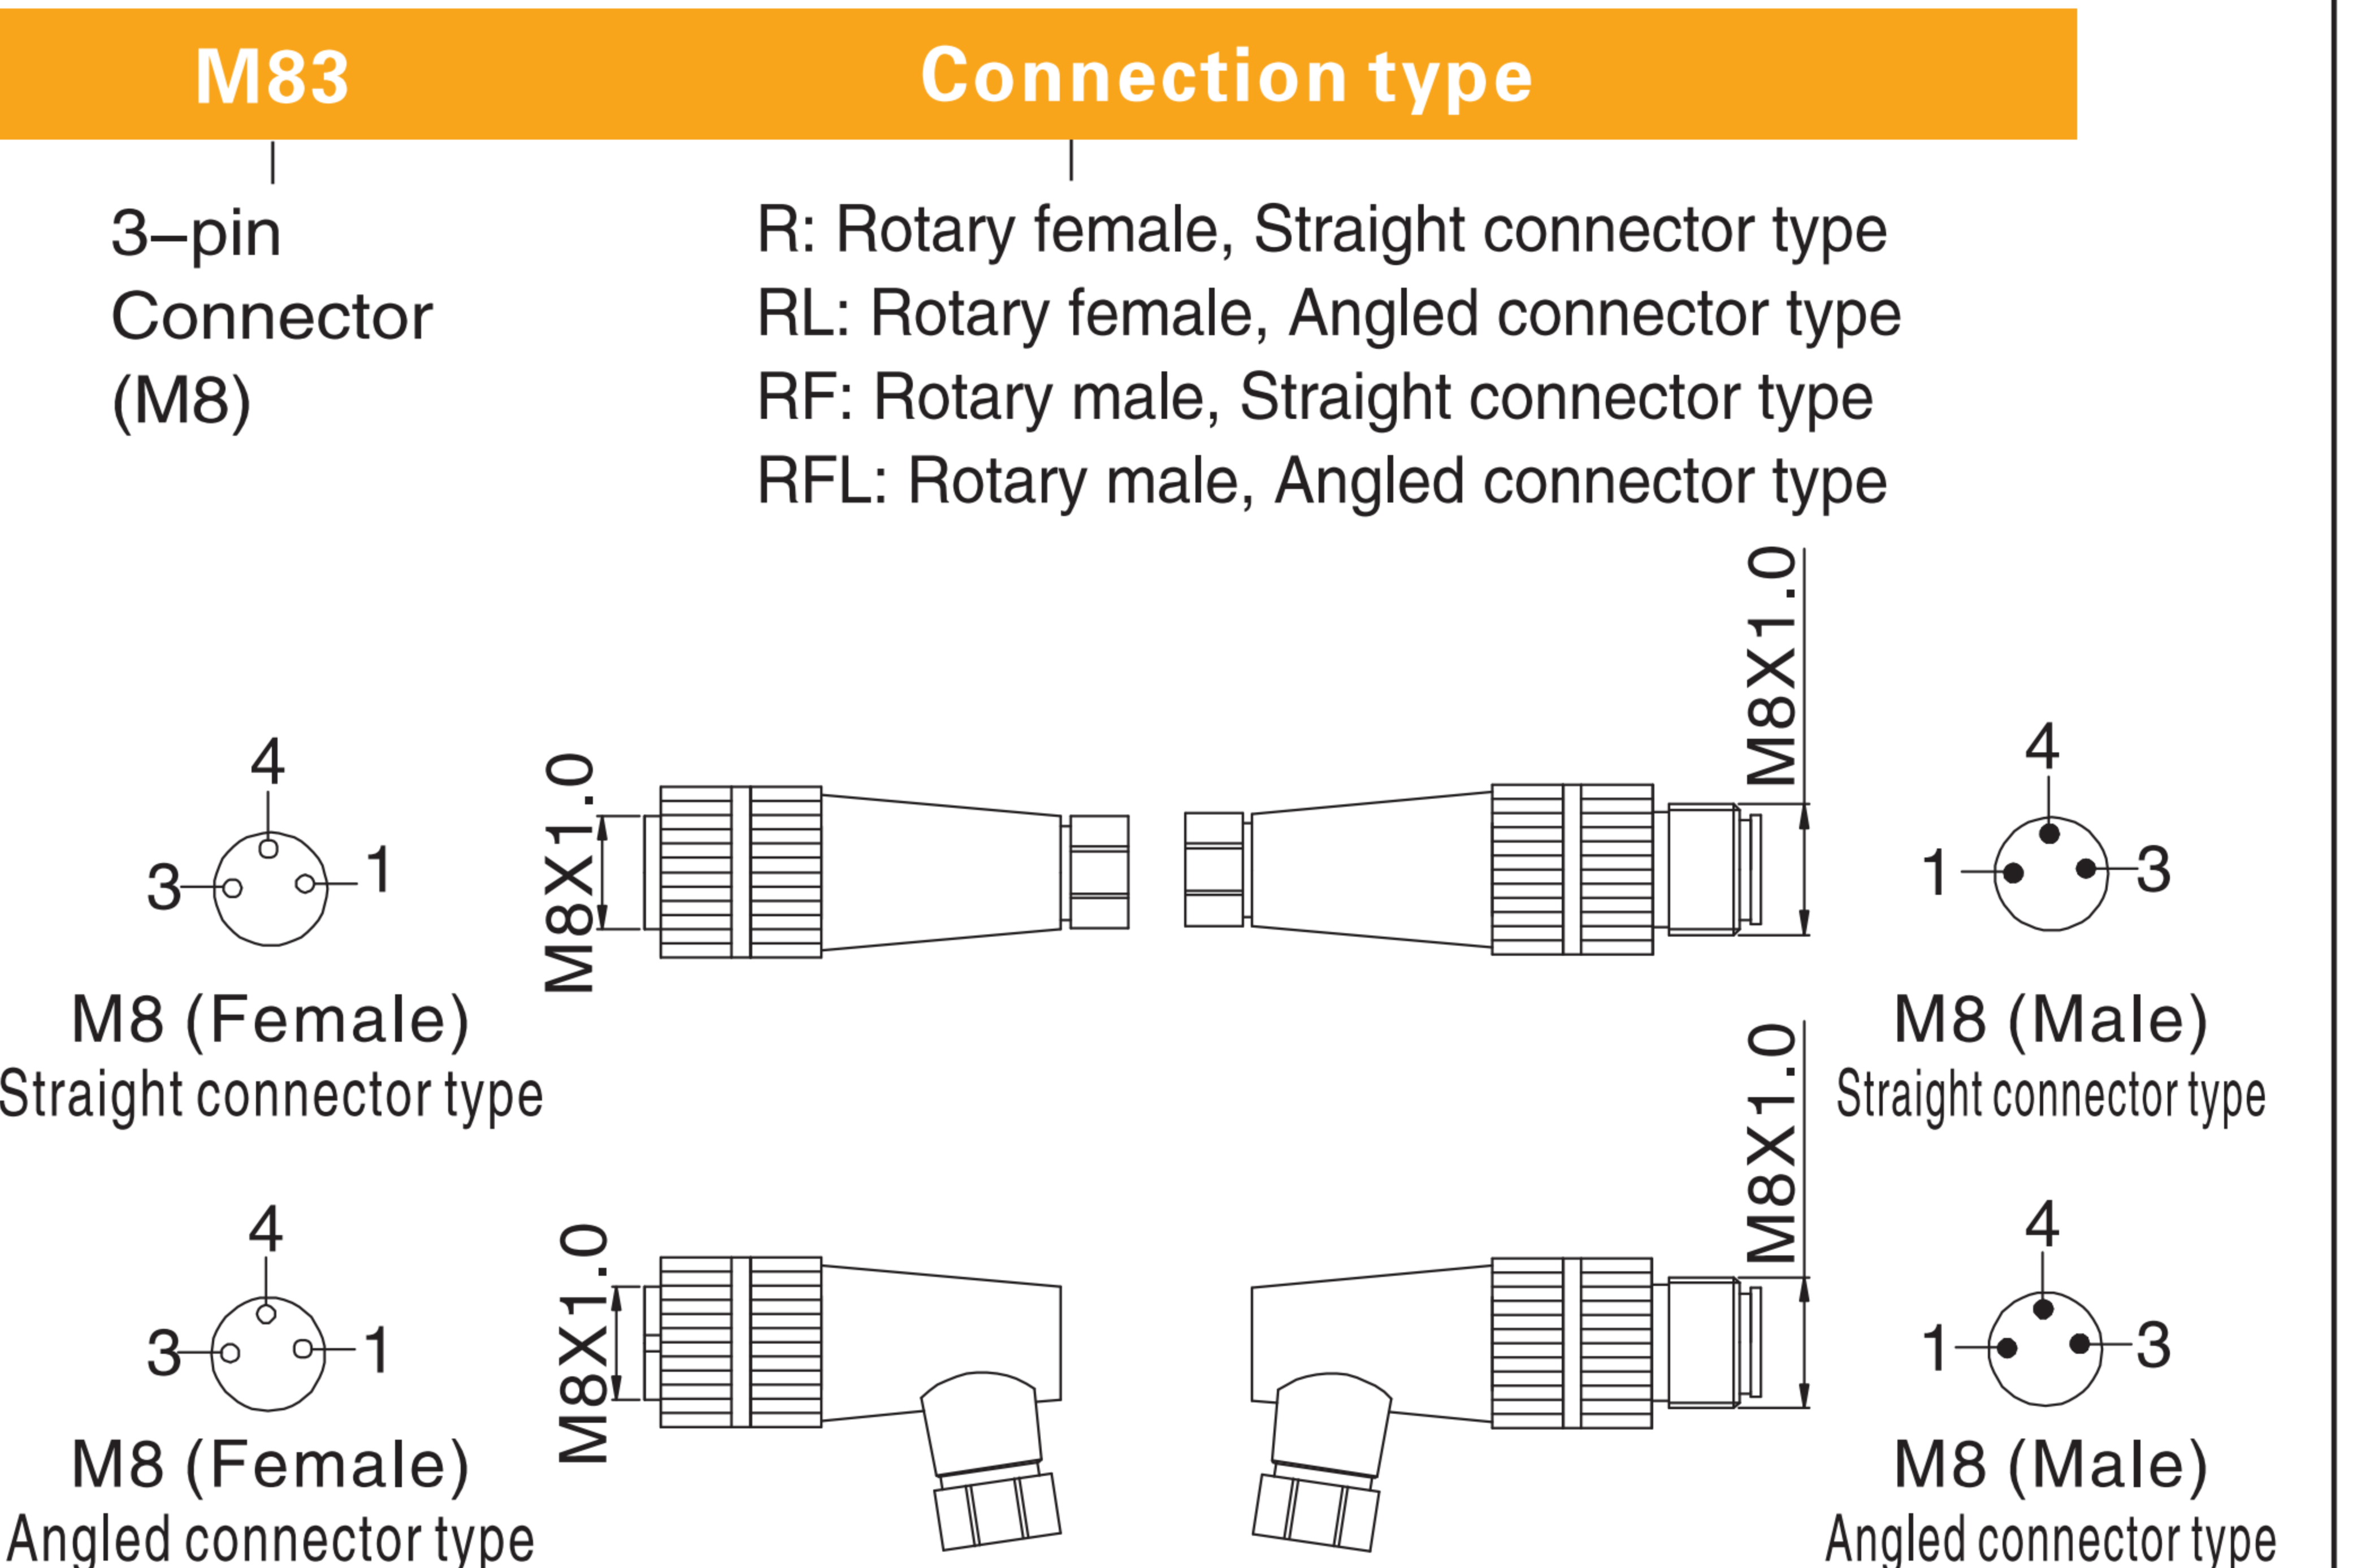 M83
Connection type
3–pin
Connector
(M8)
R: Rotary female, Straight connector type
RL: Rotary female, Angled connector type
RF: Rotary male, Straight connector type
RFL: Rotary male, Angled connector type
4
3
1
M8X1.0
M8X1.0
4
1
3
M8 (Female)
Straight connector type
M8 (Male)
Straight connector type
4
3
1
M8X1.0
M8X1.0
4
1
3
M8 (Female)
Angled connector type
M8 (Male)
Angled connector type